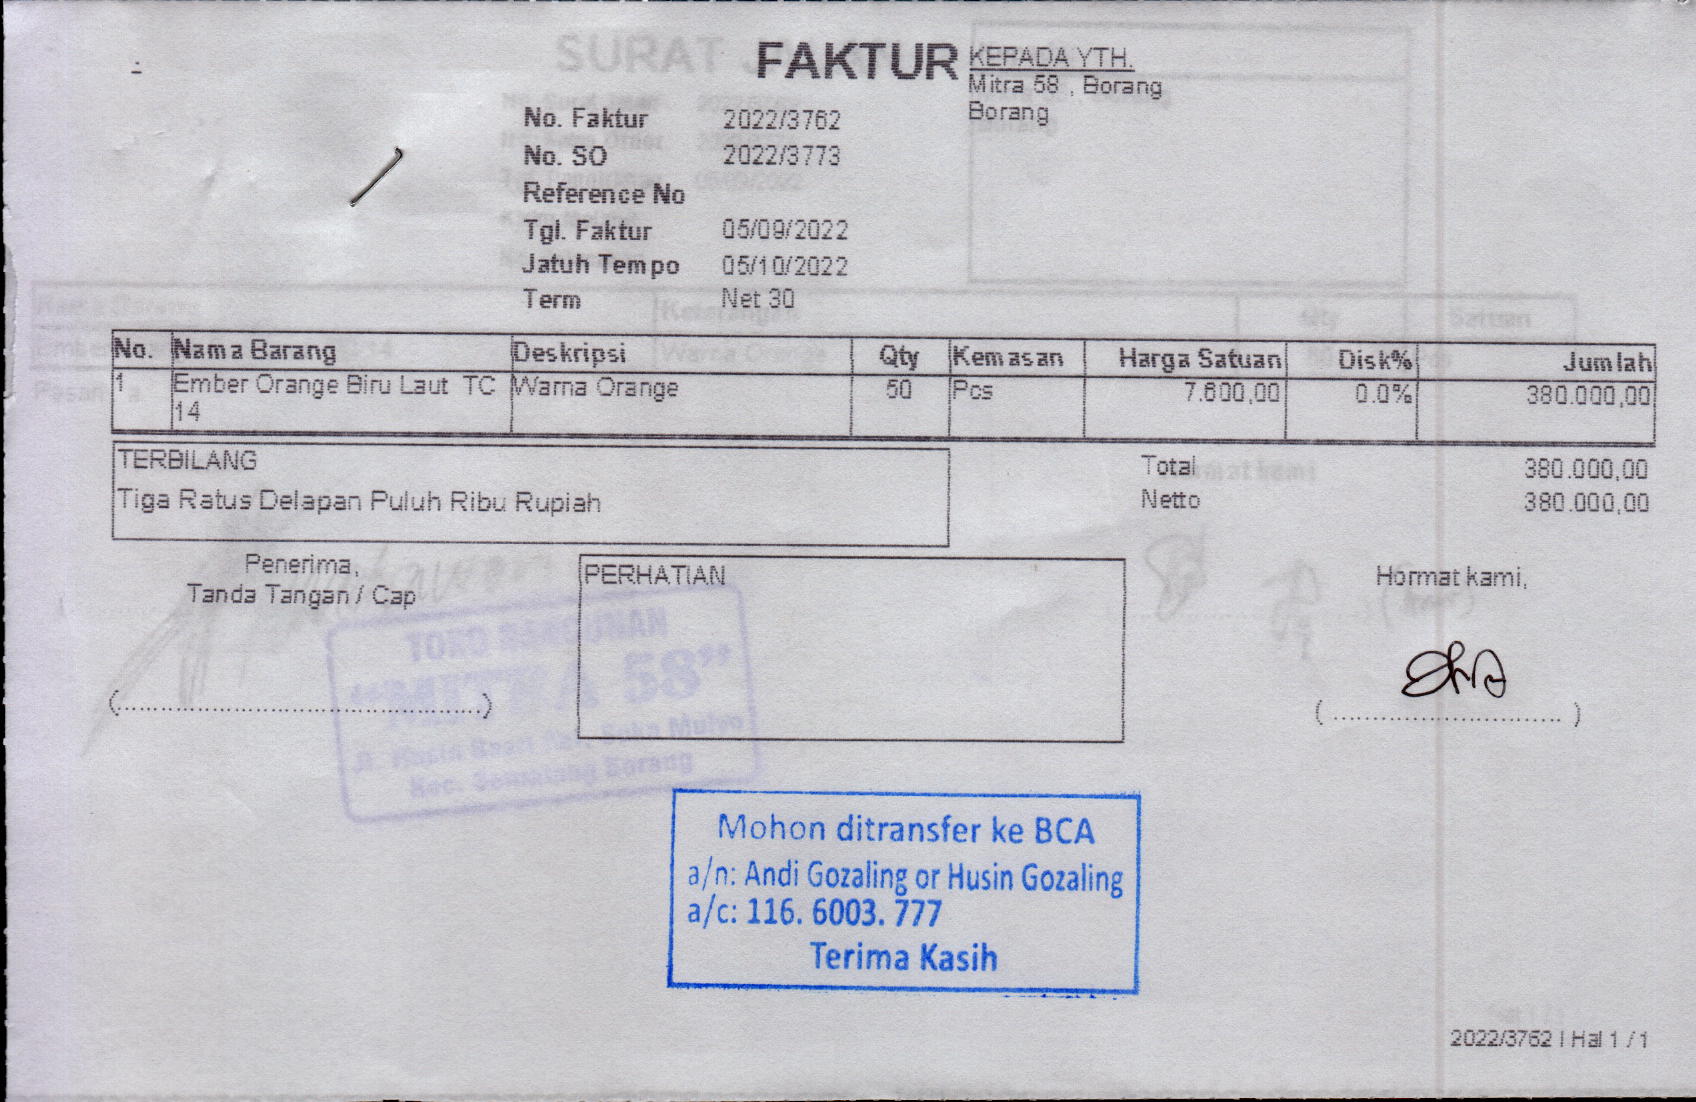 FAKTUR
KEPADA YTH.
Mitra 58 , Borang
Borang
No. Faktur 2022/3762
No. SO 2022/3773
Reference No
Tgl. Faktur 05/09/2022
Jatuh Tempo 05/10/2022
Term Net 30
No. Nama Barang Deskripsi Qty Kemasan Harga Satuan Disk% Jumlah
1 Ember Orange Biru Laut TC 14 Warna Orange 50 Pcs 7.600,00 0.0% 380.000,00
TERBILANG
Tiga Ratus Delapan Puluh Ribu Rupiah
Total 380.000,00
Netto 380.000,00
Penerima,
Tanda Tangan / Cap
PERHATIAN
Hormat kami,
TOKO BANGUNAN
"MITRA 58"
Kec. Sematang Borang
Mohon ditransfer ke BCA
a/n: Andi Gozaling or Husin Gozaling
a/c: 116. 6003. 777
Terima Kasih
2022/3762 | Hal 1 / 1